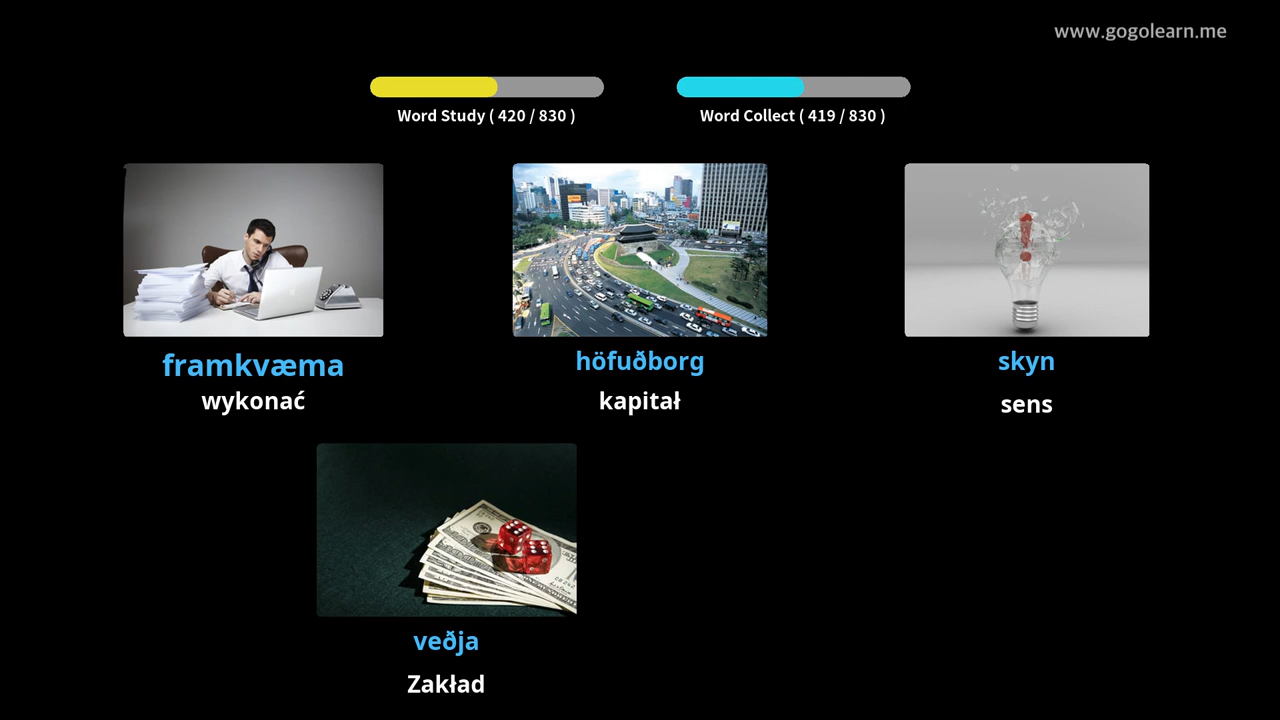 www.gogolearn.me
Word Study ( 420 / 830 )
Word Collect ( 419 / 830 )
framkvæma
wykonać
höfuðborg
kapitał
skyn
sens
veðja
Zakład